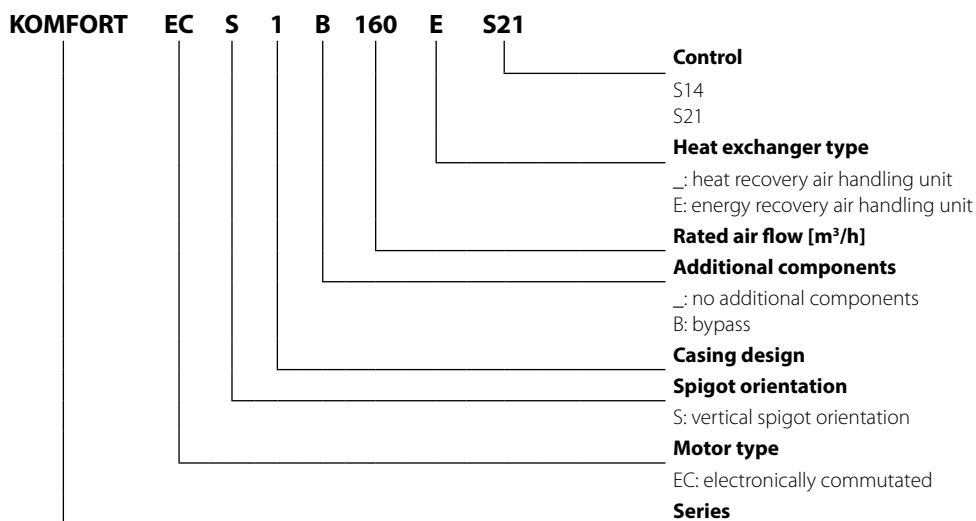 KOMFORT EC S 1 B 160 E S21
Control
S14
S21
Heat exchanger type
_: heat recovery air handling unit
E: energy recovery air handling unit
Rated air flow [m³/h]
Additional components
_: no additional components
B: bypass
Casing design
Spigot orientation
S: vertical spigot orientation
Motor type
EC: electronically commutated
Series